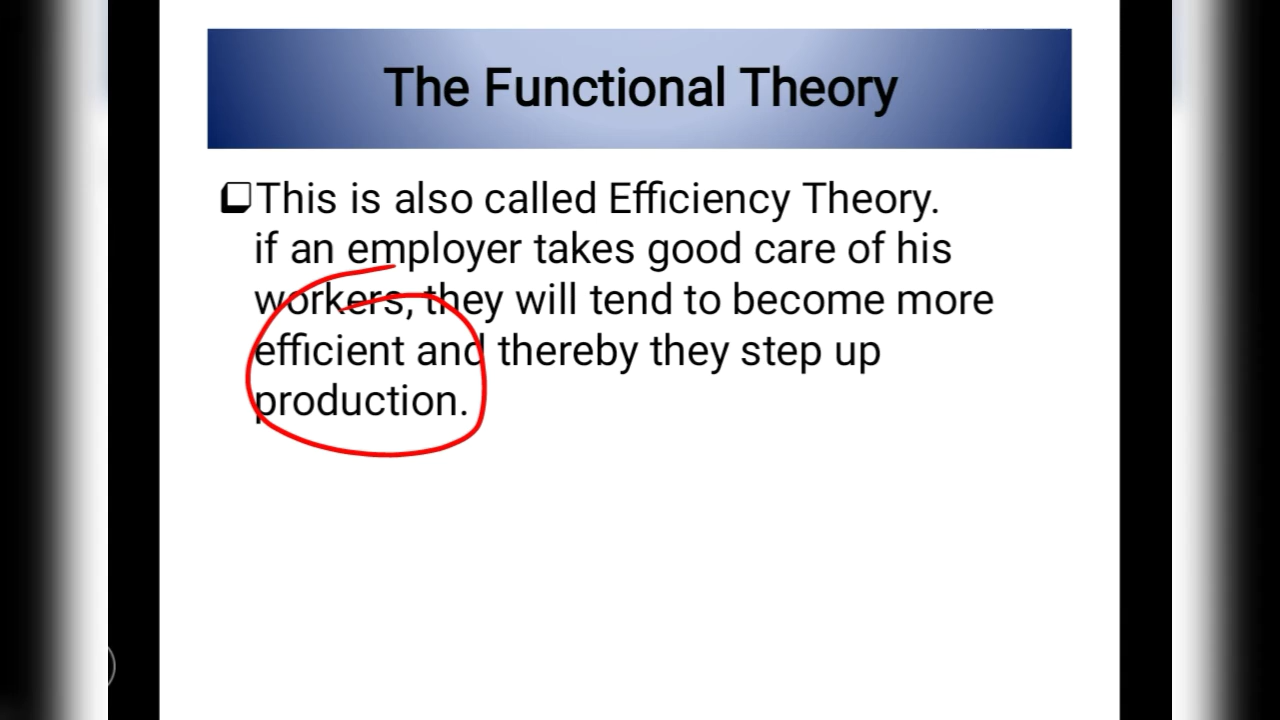 The Functional Theory
This is also called Efficiency Theory.
if an employer takes good care of his
workers, they will tend to become more
efficient and thereby they step up
production.